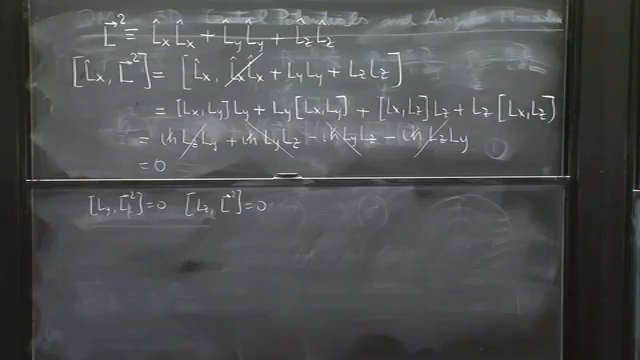 L⃗² ≡ L̂xL̂x + L̂yL̂y + L̂zL̂z
[L̂x, L⃗²] = [L̂x, L̂xL̂x + LyLy + LzLz]
= [Lx, Ly]Ly + Ly[Lx, Ly] + [Lx, Lz]Lz + Lz[Lx, Lz]
= iħLzLy + iħLyLz - iħLyLz - iħLzLy
= 0
[Ly, L⃗²] = 0 [Lz, L⃗²] = 0